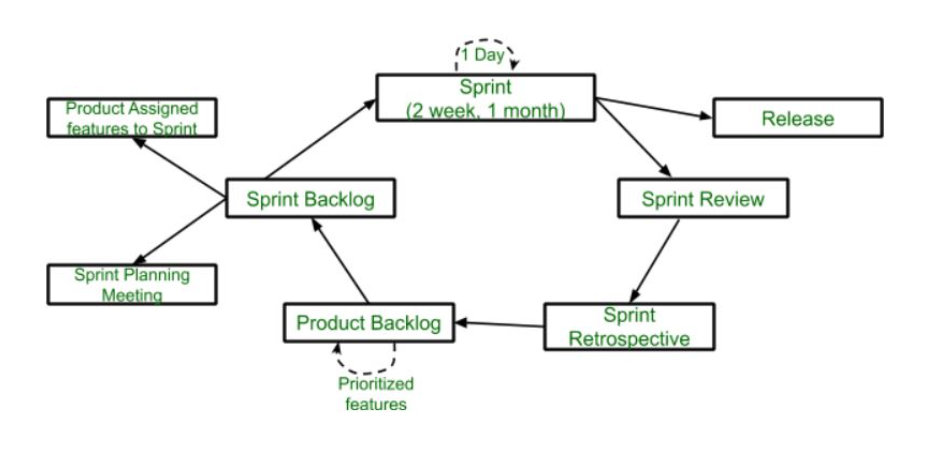 1 Day
Sprint
(2 week, 1 month)
Product Assigned
features to Sprint
Release
Sprint Backlog
Sprint Review
Sprint Planning
Meeting
Product Backlog
Sprint
Retrospective
Prioritized
features